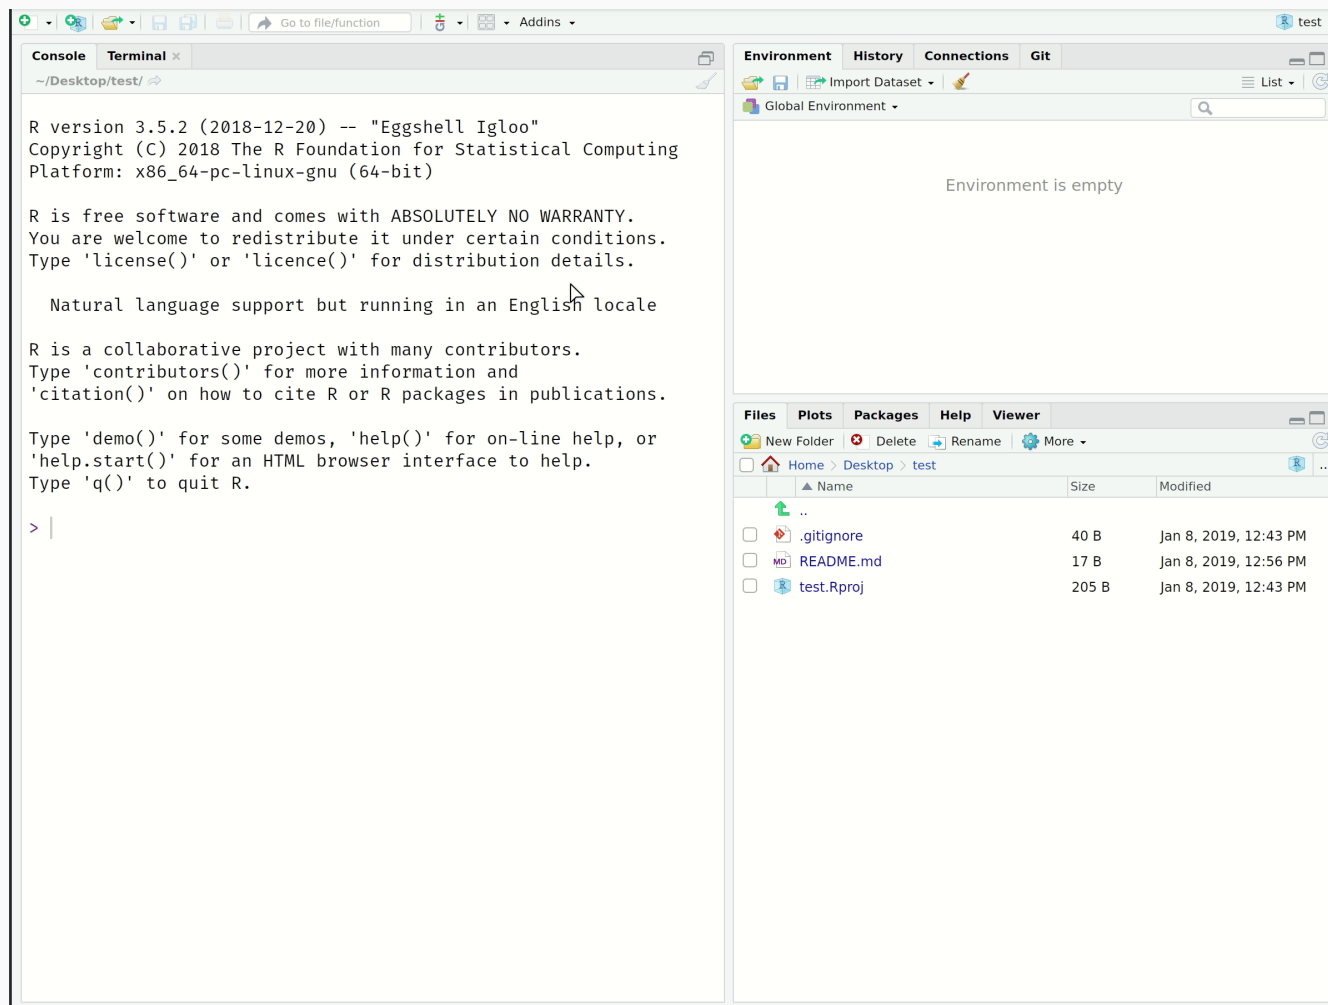 Go to file/function
Addins
test
Console Terminal
~/Desktop/test/
R version 3.5.2 (2018-12-20) -- "Eggshell Igloo"
Copyright (C) 2018 The R Foundation for Statistical Computing
Platform: x86_64-pc-linux-gnu (64-bit)
R is free software and comes with ABSOLUTELY NO WARRANTY.
You are welcome to redistribute it under certain conditions.
Type 'license()' or 'licence()' for distribution details.
Natural language support but running in an English locale
R is a collaborative project with many contributors.
Type 'contributors()' for more information and
'citation()' on how to cite R or R packages in publications.
Type 'demo()' for some demos, 'help()' for on-line help, or
'help.start()' for an HTML browser interface to help.
Type 'q()' to quit R.
>
Environment History Connections Git
Import Dataset List
Global Environment
Environment is empty
Files Plots Packages Help Viewer
New Folder Delete Rename More
Home Desktop test ..
Name Size Modified
..
.gitignore 40 B Jan 8, 2019, 12:43 PM
README.md 17 B Jan 8, 2019, 12:56 PM
test.Rproj 205 B Jan 8, 2019, 12:43 PM